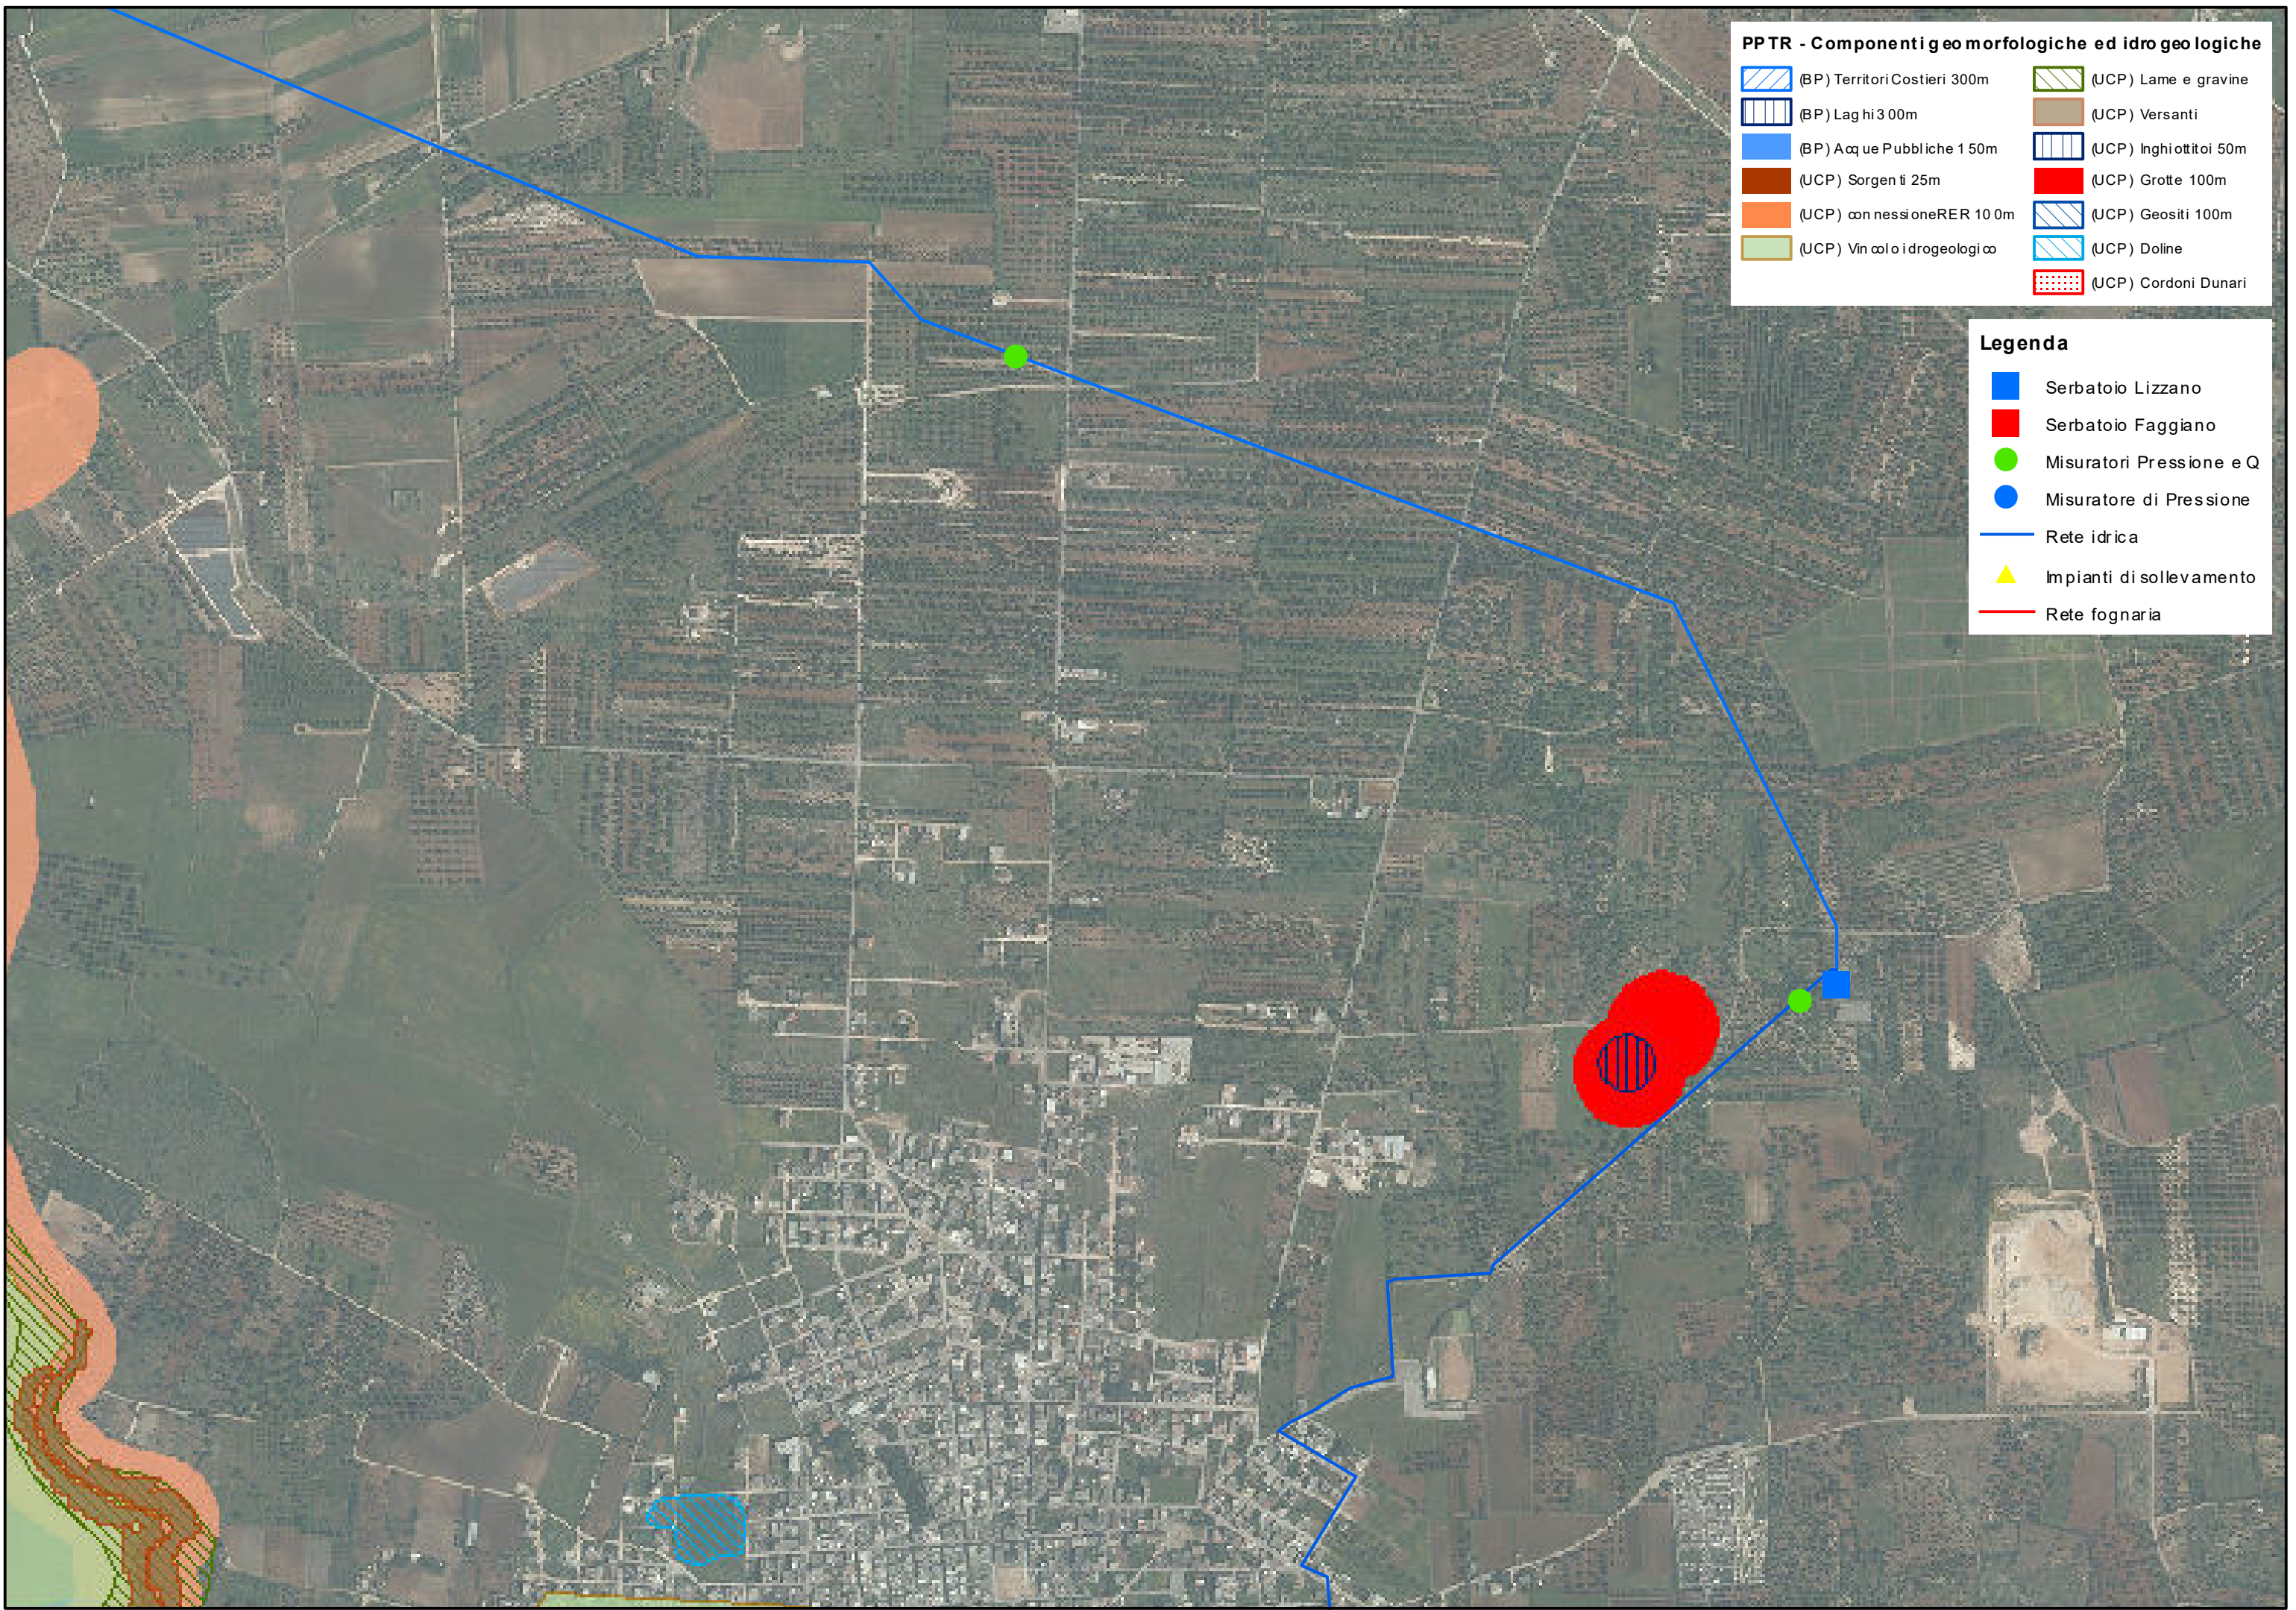 PPTR - Componenti geomorfologiche ed idrogeologiche
(BP) Territori Costieri 300m
(BP) Laghi 300m
(BP) Acque Pubbliche 150m
(UCP) Sorgenti 25m
(UCP) connessioneRER 100m
(UCP) Vincolo idrogeologico
(UCP) Lame e gravine
(UCP) Versanti
(UCP) Inghiottitoi 50m
(UCP) Grotte 100m
(UCP) Geositi 100m
(UCP) Doline
(UCP) Cordoni Dunari
Legenda
Serbatoio Lizzano
Serbatoio Faggiano
Misuratori Pressione e Q
Misuratore di Pressione
Rete idrica
Impianti di sollevamento
Rete fognaria